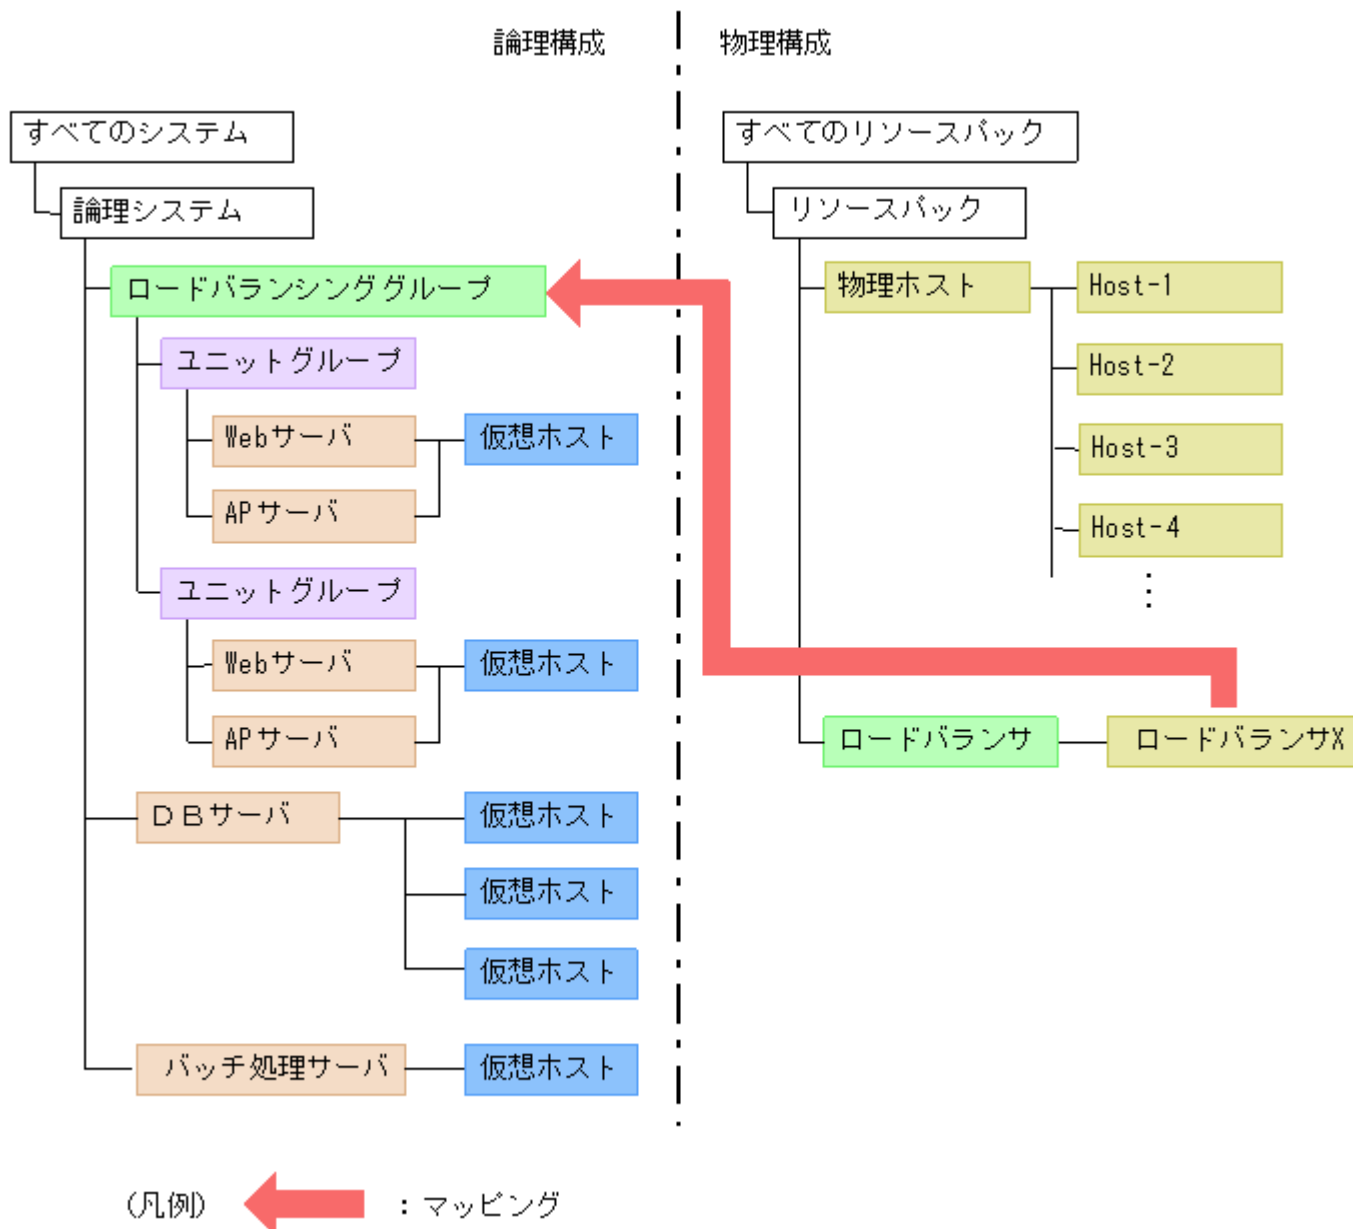 論理構成
物理構成
すべてのシステム
論理システム
ロードバランシンググループ
ユニットグループ
Webサーバ
仮想ホスト
APサーバ
ユニットグループ
Webサーバ
仮想ホスト
APサーバ
DBサーバ
仮想ホスト
仮想ホスト
仮想ホスト
バッチ処理サーバ
仮想ホスト
すべてのリソースパック
リソースパック
物理ホスト
Host-1
Host-2
Host-3
Host-4
⋮
ロードバランサ
ロードバランサX
(凡例)
：マッピング